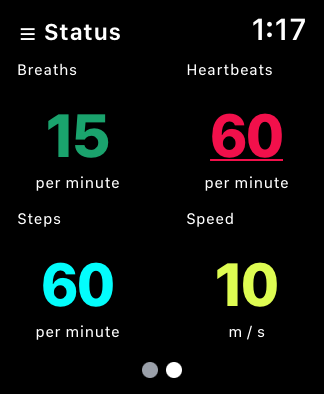 Status 1:17
Breaths Heartbeats
15 60
per minute per minute
Steps Speed
60 10
per minute m / s